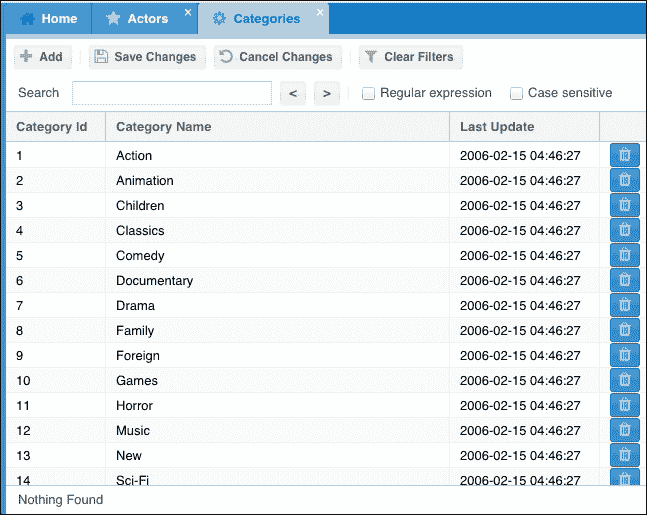 Home Actors × Categories ×
Add Save Changes Cancel Changes Clear Filters
Search < > Regular expression Case sensitive
Category Id Category Name Last Update
1 Action 2006-02-15 04:46:27
2 Animation 2006-02-15 04:46:27
3 Children 2006-02-15 04:46:27
4 Classics 2006-02-15 04:46:27
5 Comedy 2006-02-15 04:46:27
6 Documentary 2006-02-15 04:46:27
7 Drama 2006-02-15 04:46:27
8 Family 2006-02-15 04:46:27
9 Foreign 2006-02-15 04:46:27
10 Games 2006-02-15 04:46:27
11 Horror 2006-02-15 04:46:27
12 Music 2006-02-15 04:46:27
13 New 2006-02-15 04:46:27
14 Sci-Fi 2006-02-15 04:46:27
Nothing Found